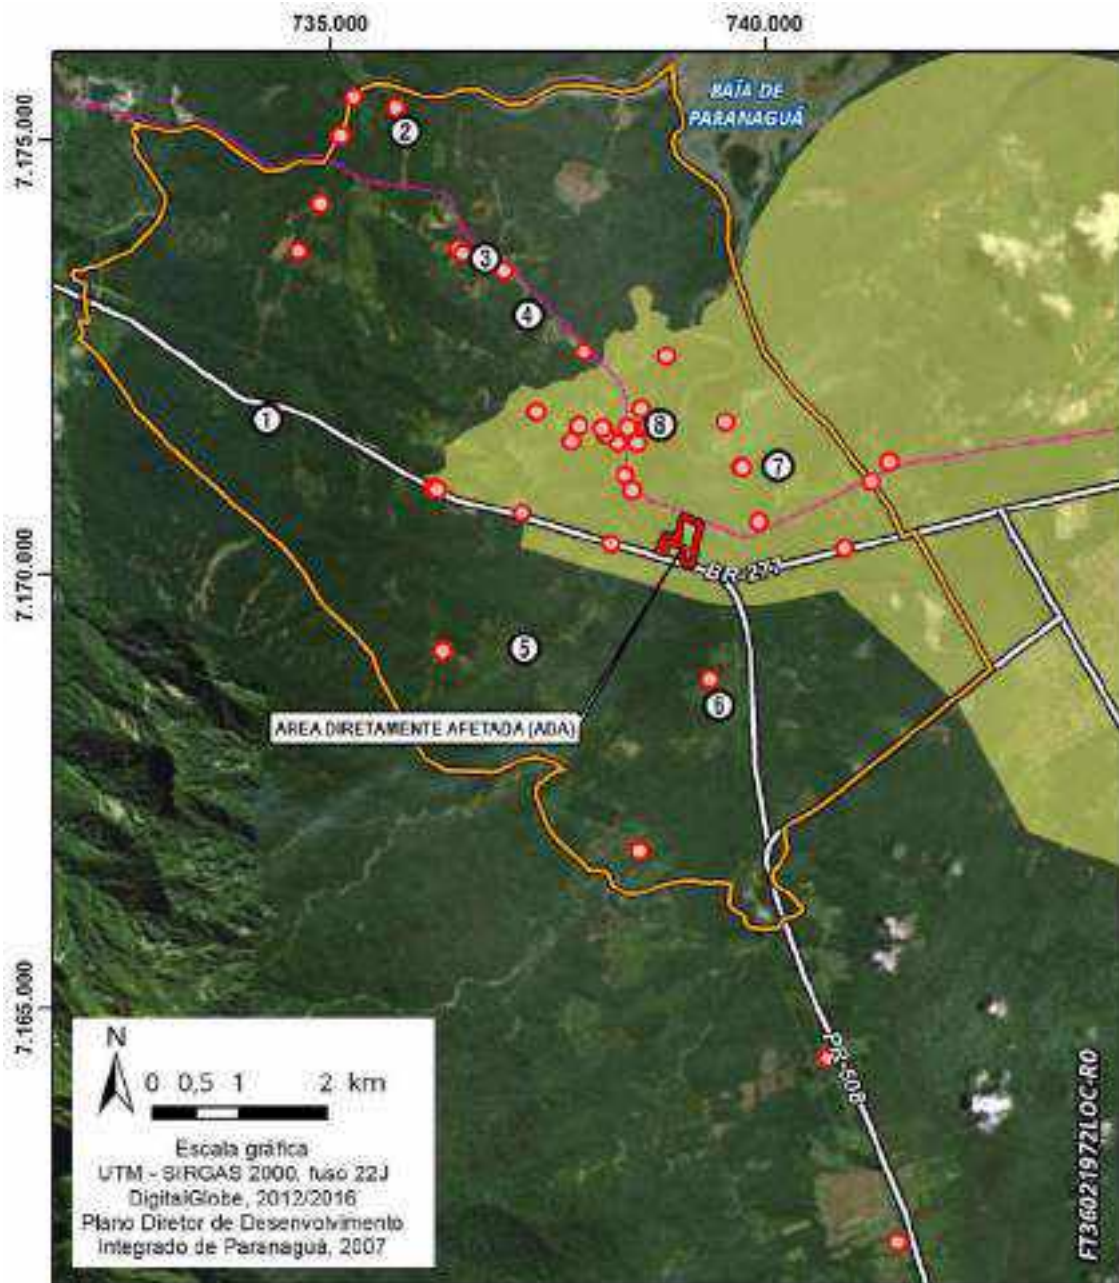 735.000
740.000
7.175.000
7.170.000
7.165.000
BAÍA DE
PARANAGUÁ
2
3
4
1
8
7
BR-277
5
6
ÁREA DIRETAMENTE AFETADA (ADA)
PR-508
N
0 0,5 1 2 km
Escala gráfica
UTM - SIRGAS 2000, fuso 22J
DigitalGlobe, 2012/2016
Plano Diretor de Desenvolvimento
Integrado de Paranaguá, 2007
FT36021972LOC-R0